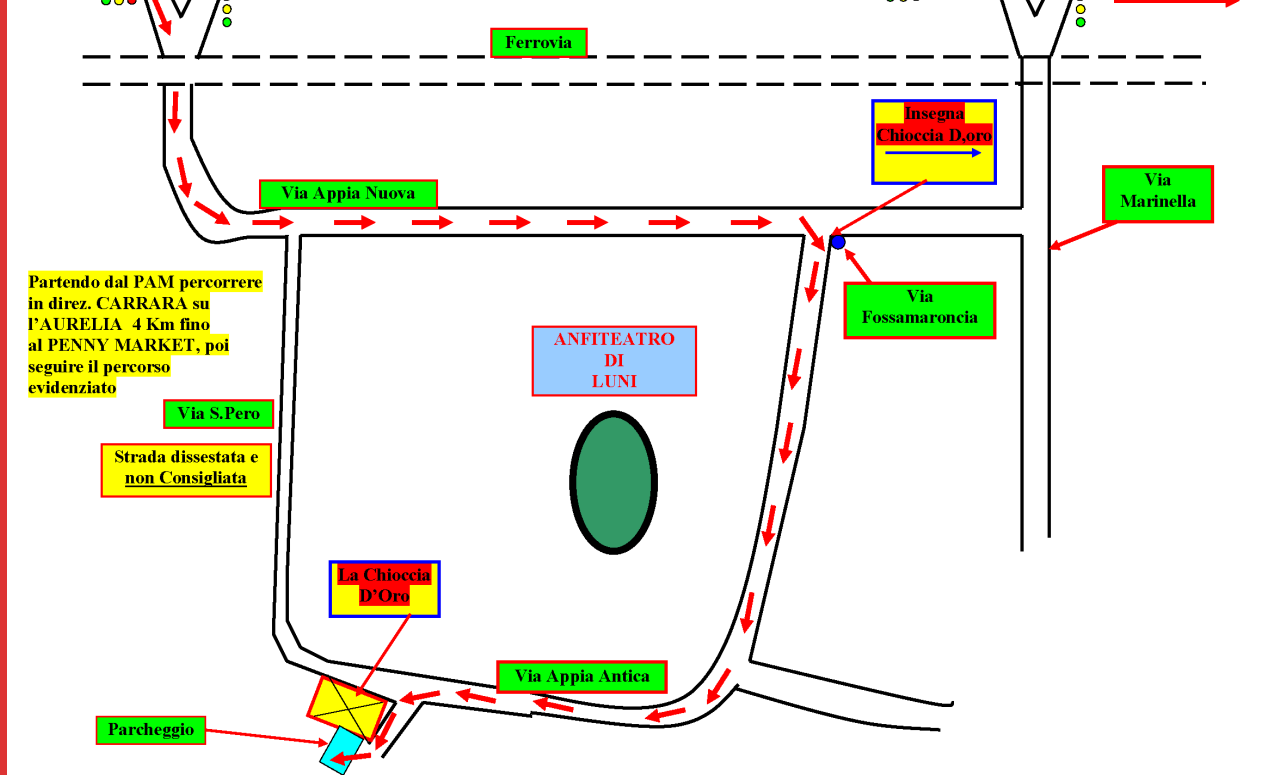 Ferrovia
Insegna
Chioccia D,oro
Via
Marinella
Via Appia Nuova
Partendo dal PAM percorrere
in direz. CARRARA su
l'AURELIA 4 Km fino
al PENNY MARKET, poi
seguire il percorso
evidenziato
Via
Fossamaroncia
ANFITEATRO
DI
LUNI
Via S.Pero
Strada dissestata e
non Consigliata
La Chioccia
D'Oro
Via Appia Antica
Parcheggio